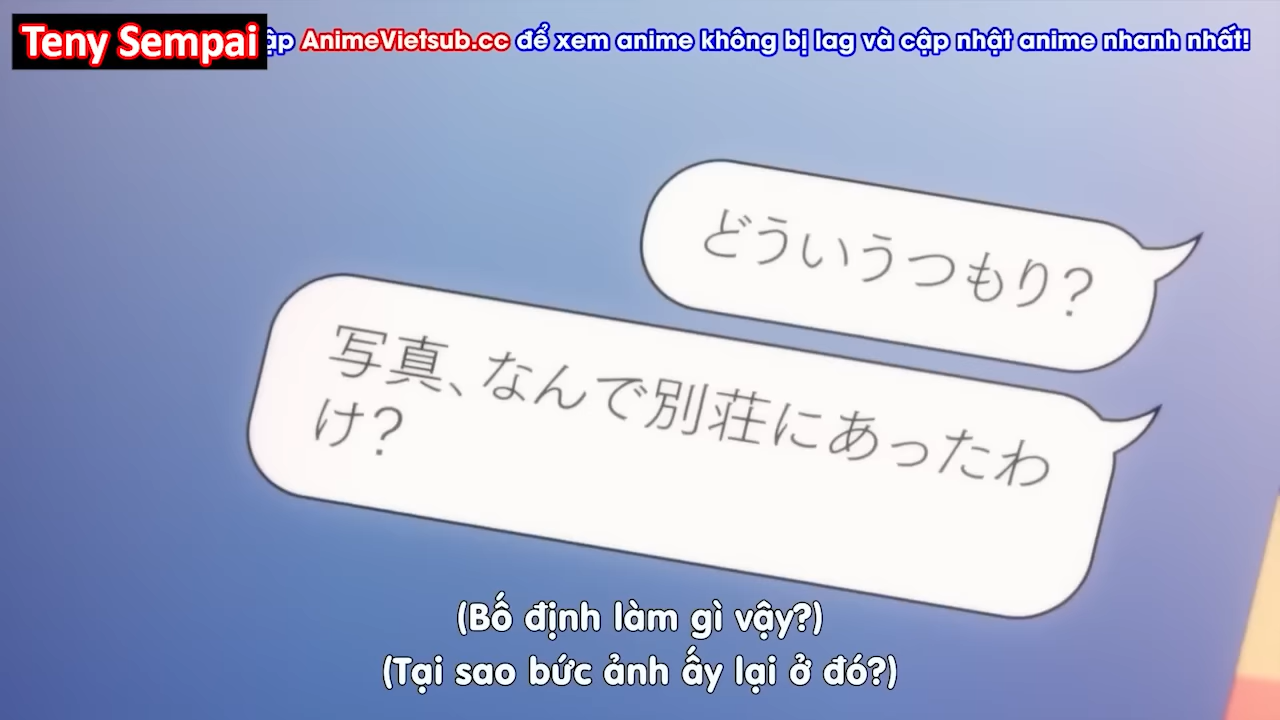 Teny Sempai
ập AnimeVietsub.cc để xem anime không bị lag và cập nhật anime nhanh nhất!
どういうつもり？
写真、なんで別荘にあったわ
け？
(Bố định làm gì vậy?)
(Tại sao bức ảnh ấy lại ở đó?)